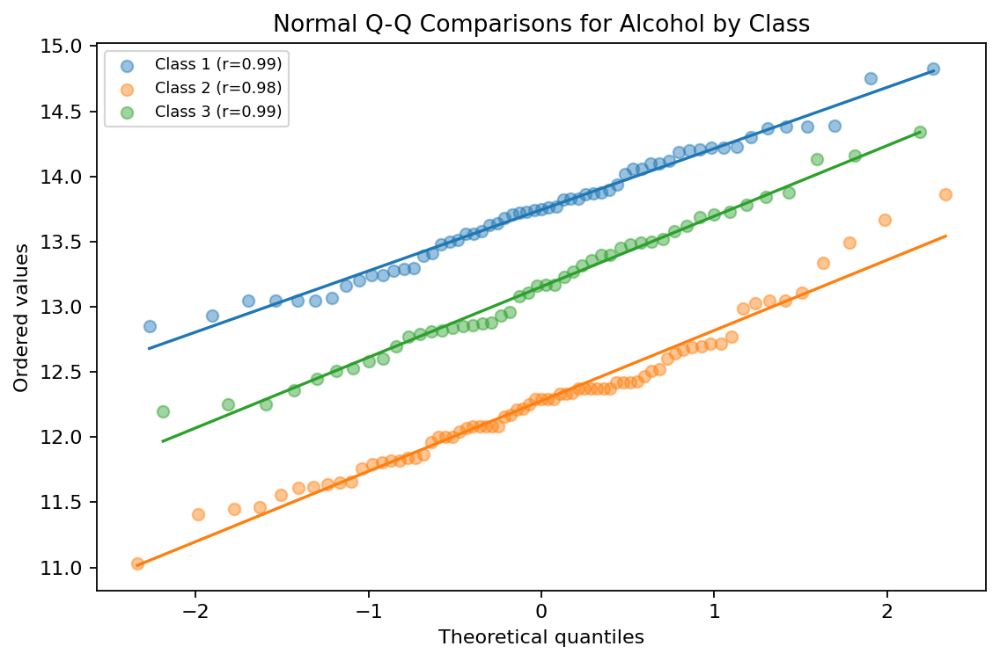 Normal Q-Q Comparisons for Alcohol by Class
Class 1 (r=0.99)
Class 2 (r=0.98)
Class 3 (r=0.99)
Ordered values
15.0
14.5
14.0
13.5
13.0
12.5
12.0
11.5
11.0
−2 −1 0 1 2
Theoretical quantiles